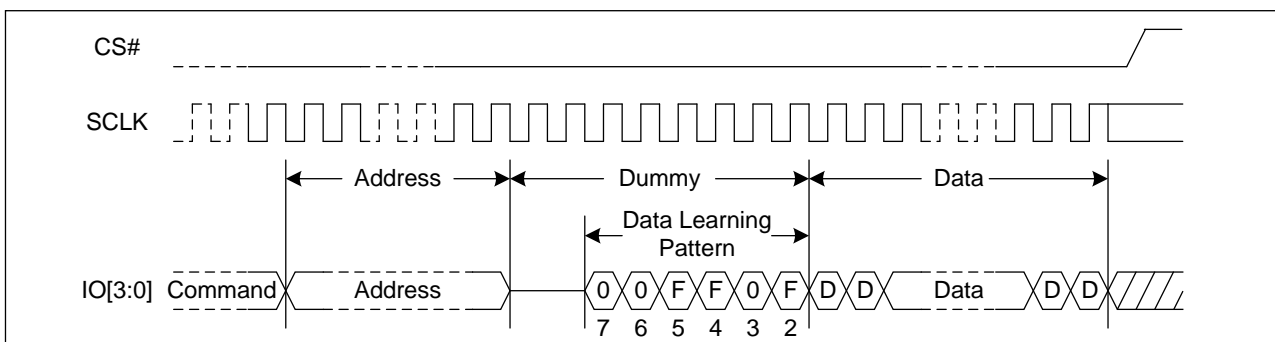 CS#
SCLK
Address Dummy Data
Data Learning
Pattern
IO[3:0] Command Address 0 0 F F 0 F D D Data D D
7 6 5 4 3 2